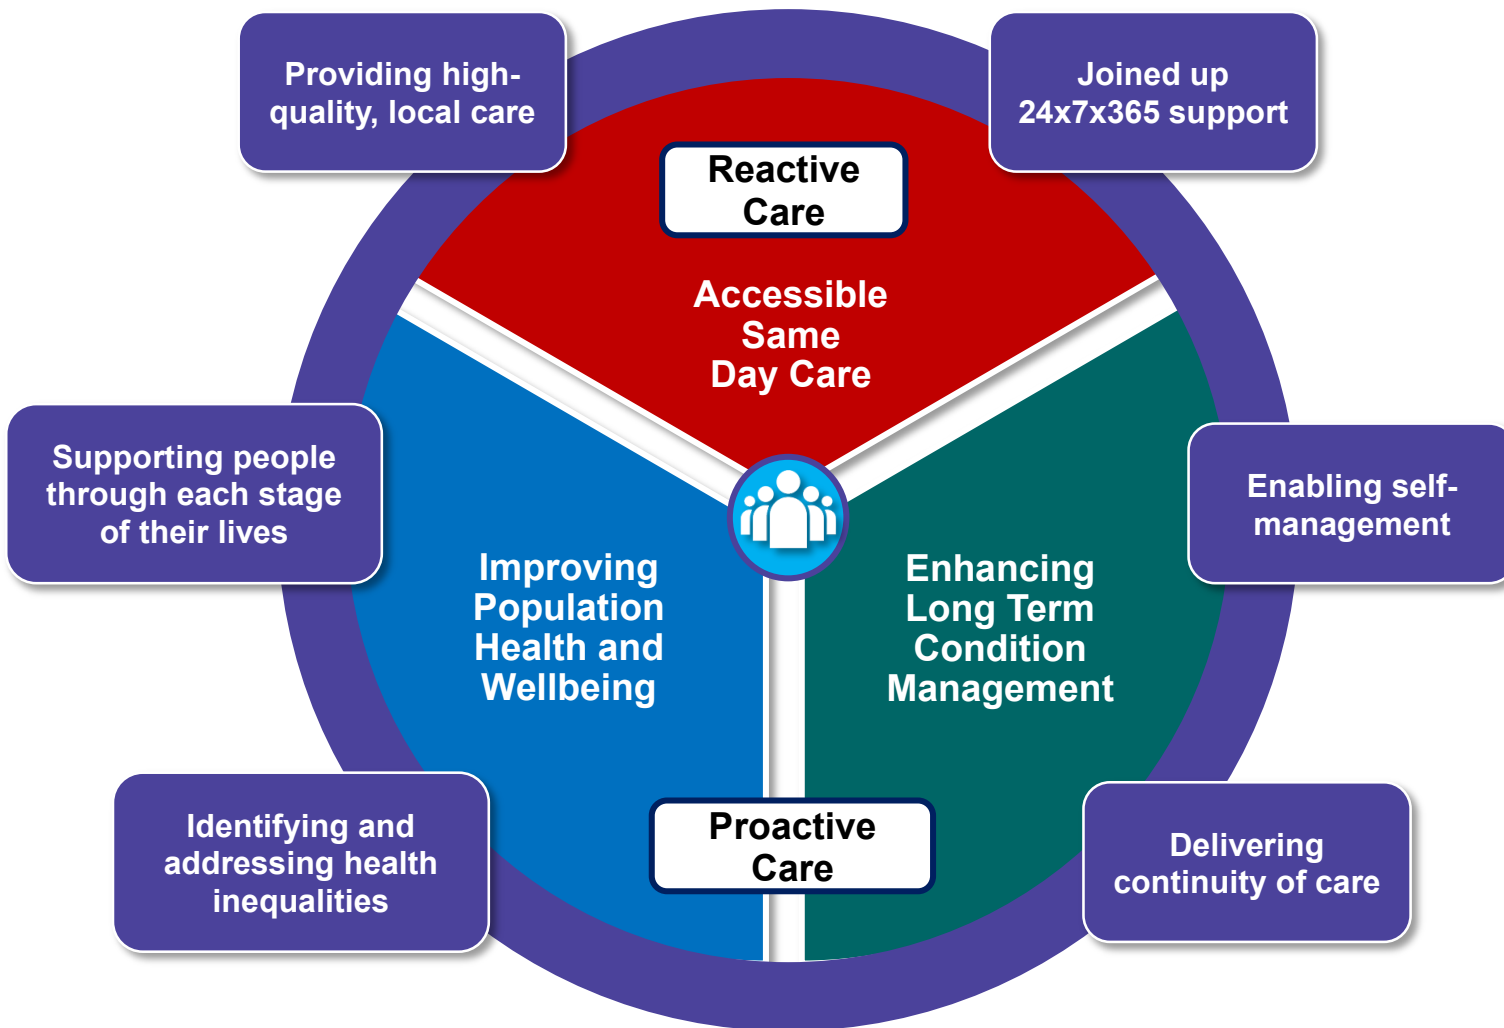 Providing high-
quality, local care
Joined up
24x7x365 support
Reactive
Care
Accessible
Same
Day Care
Supporting people
through each stage
of their lives
Enabling self-
management
Improving
Population
Health and
Wellbeing
Enhancing
Long Term
Condition
Management
Identifying and
addressing health
inequalities
Proactive
Care
Delivering
continuity of care